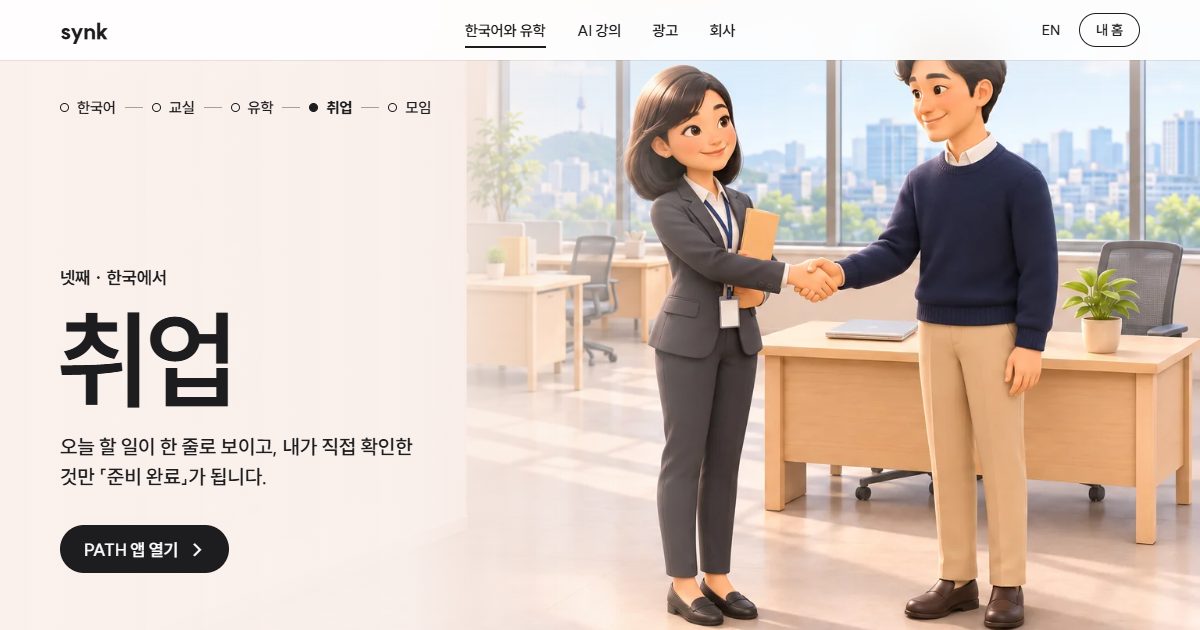 synk
한국어와 유학
AI 강의
광고
회사
EN
내 홈
한국어
교실
유학
취업
모임
넷째 · 한국에서
취업
오늘 할 일이 한 줄로 보이고, 내가 직접 확인한
것만 「준비 완료」가 됩니다.
PATH 앱 열기